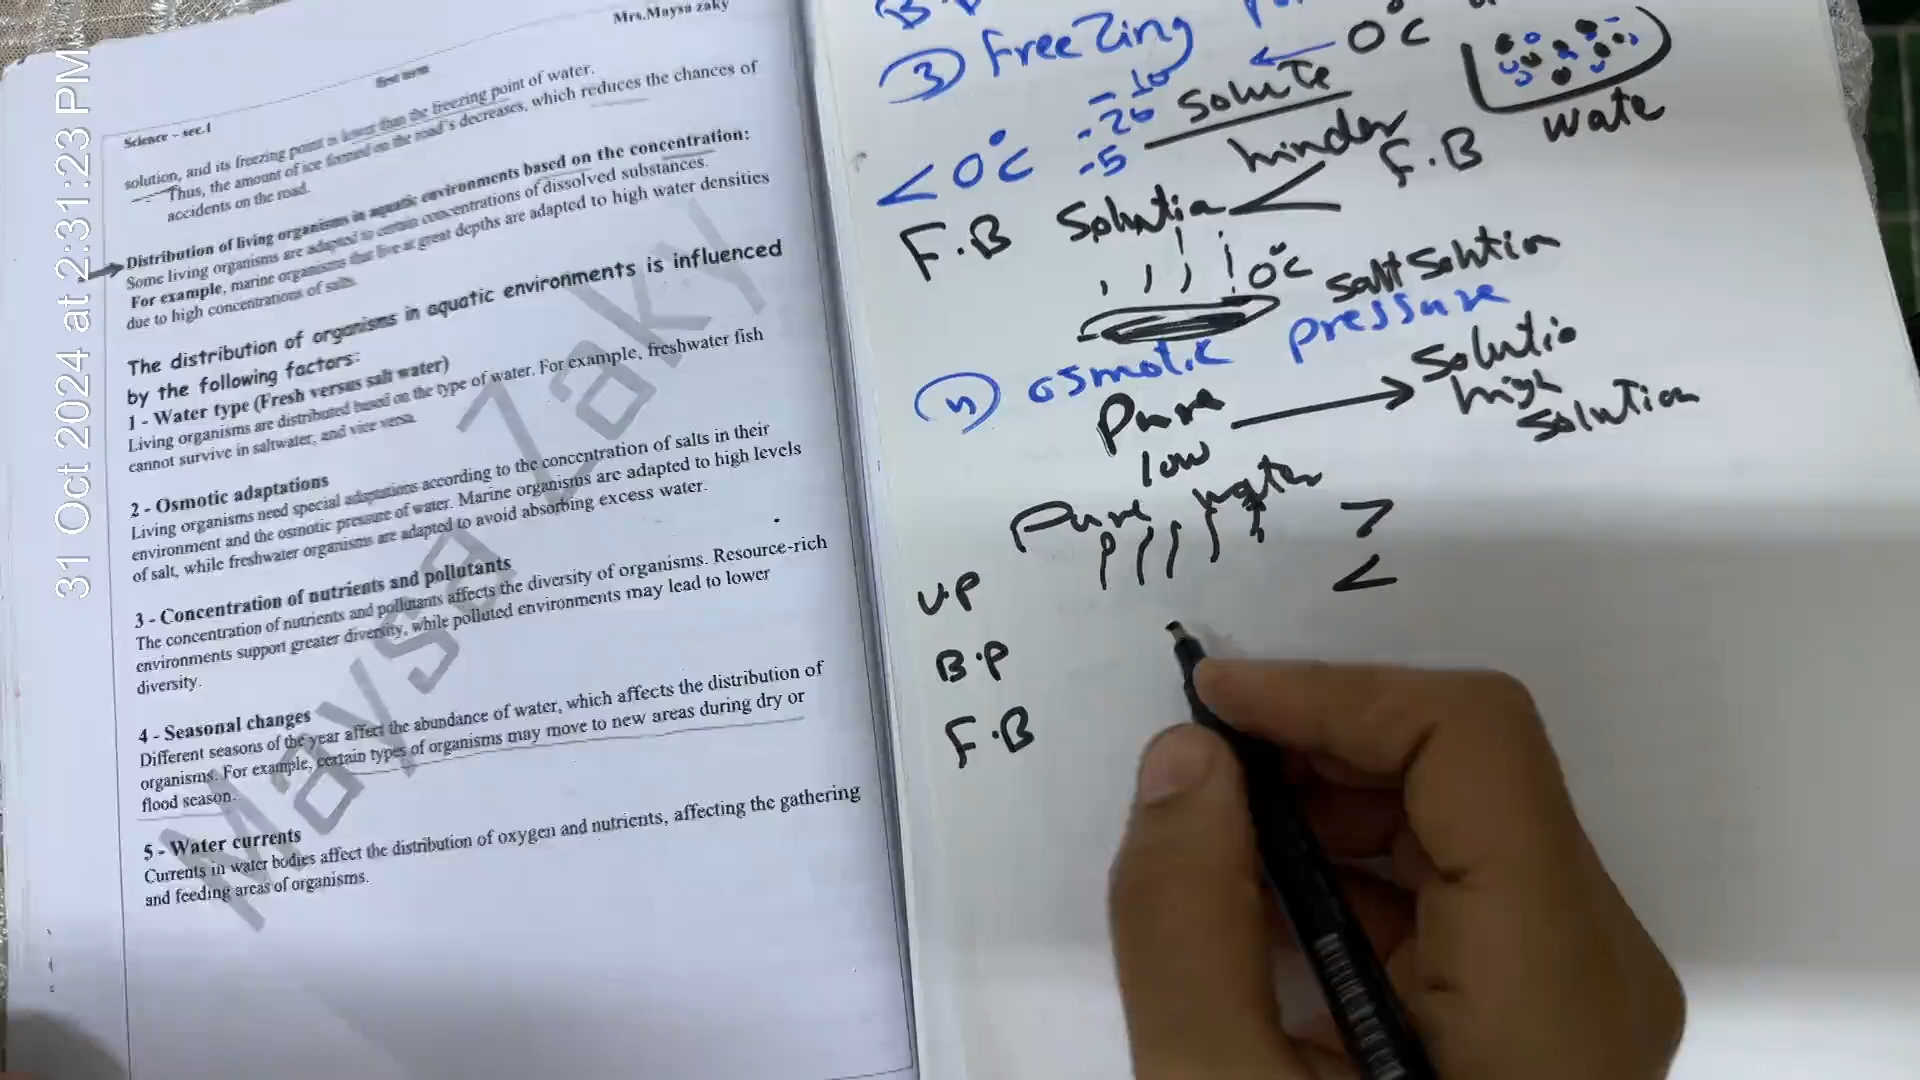 31 Oct 2024 at 2:31:23 PM
Mrs.Maysa zaky
first term
Science - sec.1
solution, and its freezing point is lower than the freezing point of water.
Thus, the amount of ice formed on the road's decreases, which reduces the chances of
accidents on the road.
Distribution of living organisms in aquatic environments based on the concentration:
Some living organisms are adapted to certain concentrations of dissolved substances.
For example, marine organisms that live at great depths are adapted to high water densities
due to high concentrations of salts.
The distribution of organisms in aquatic environments is influenced
by the following factors:
1 - Water type (Fresh versus salt water)
Living organisms are distributed based on the type of water. For example, freshwater fish
cannot survive in saltwater, and vice versa.
2 - Osmotic adaptations
Living organisms need special adaptations according to the concentration of salts in their
environment and the osmotic pressure of water. Marine organisms are adapted to high levels
of salt, while freshwater organisms are adapted to avoid absorbing excess water.
3 - Concentration of nutrients and pollutants
The concentration of nutrients and pollutants affects the diversity of organisms. Resource-rich
environments support greater diversity, while polluted environments may lead to lower
diversity.
4 - Seasonal changes
Different seasons of the year affect the abundance of water, which affects the distribution of
organisms. For example, certain types of organisms may move to new areas during dry or
flood season.
5 - Water currents
Currents in water bodies affect the distribution of oxygen and nutrients, affecting the gathering
and feeding areas of organisms.
Maysa Zaky
3 Freezing
0°c
-10
-20 solute
<0°c -5 hinder
F.B wate
F.B Solutin < 
0°c salt solution
osmotic pressure
Pure → Solutio
low high
solution
Pure water >
V.P <
B.P
F.B